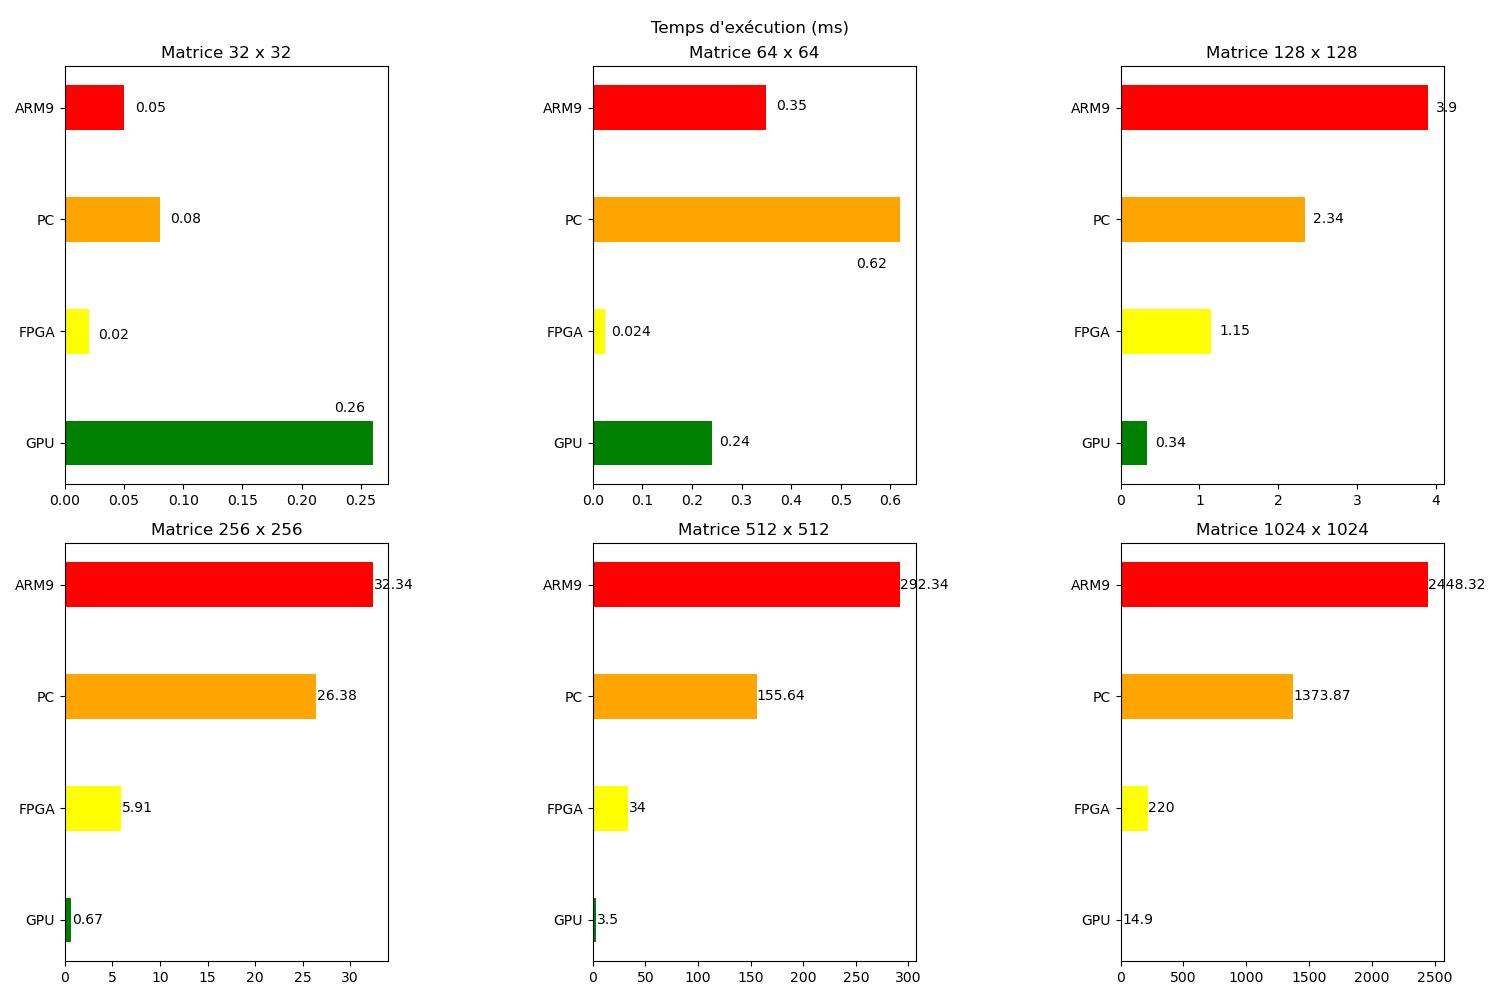 Temps d'exécution (ms)
Matrice 32 x 32
ARM9
0.05
PC
0.08
FPGA
0.02
GPU
0.26
0.00 0.05 0.10 0.15 0.20 0.25
Matrice 64 x 64
ARM9
0.35
PC
0.62
FPGA
0.024
GPU
0.24
0.0 0.1 0.2 0.3 0.4 0.5 0.6
Matrice 128 x 128
ARM9
3.9
PC
2.34
FPGA
1.15
GPU
0.34
0 1 2 3 4
Matrice 256 x 256
ARM9
32.34
PC
26.38
FPGA
5.91
GPU
0.67
0 5 10 15 20 25 30
Matrice 512 x 512
ARM9
292.34
PC
155.64
FPGA
34
GPU
3.5
0 50 100 150 200 250 300
Matrice 1024 x 1024
ARM9
2448.32
PC
1373.87
FPGA
220
GPU
14.9
0 500 1000 1500 2000 2500